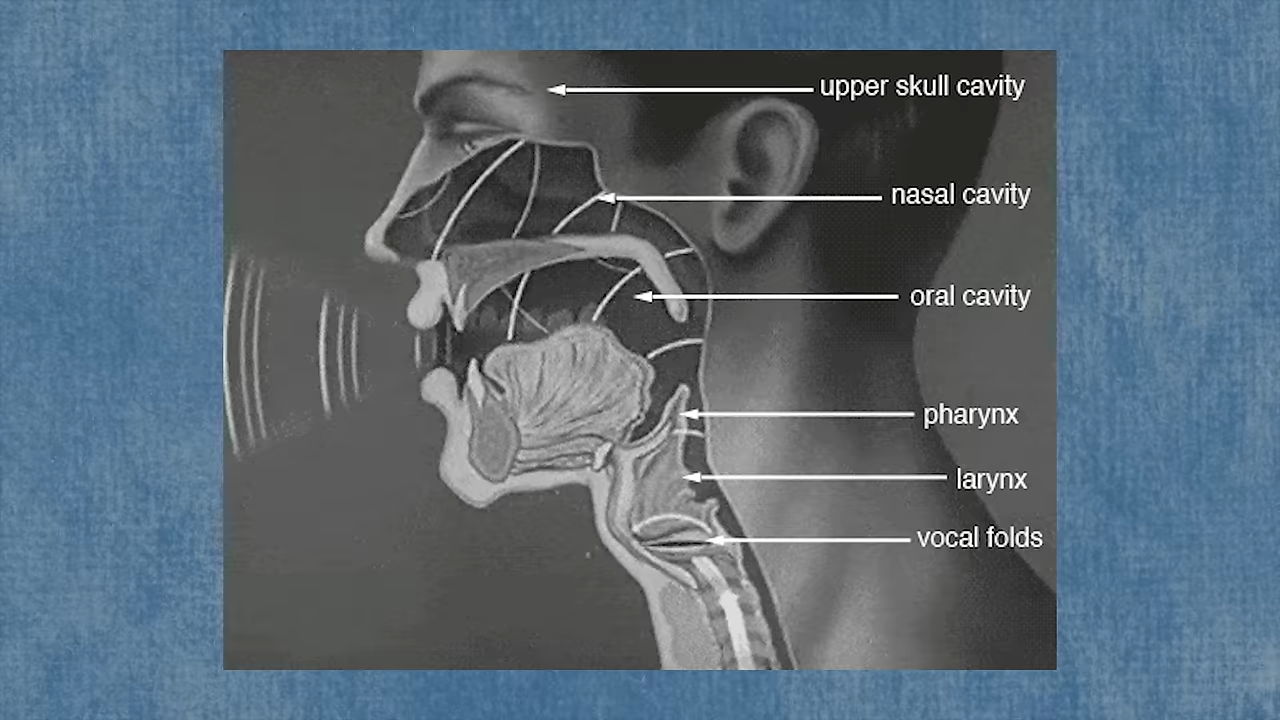 upper skull cavity
nasal cavity
oral cavity
pharynx
larynx
vocal folds